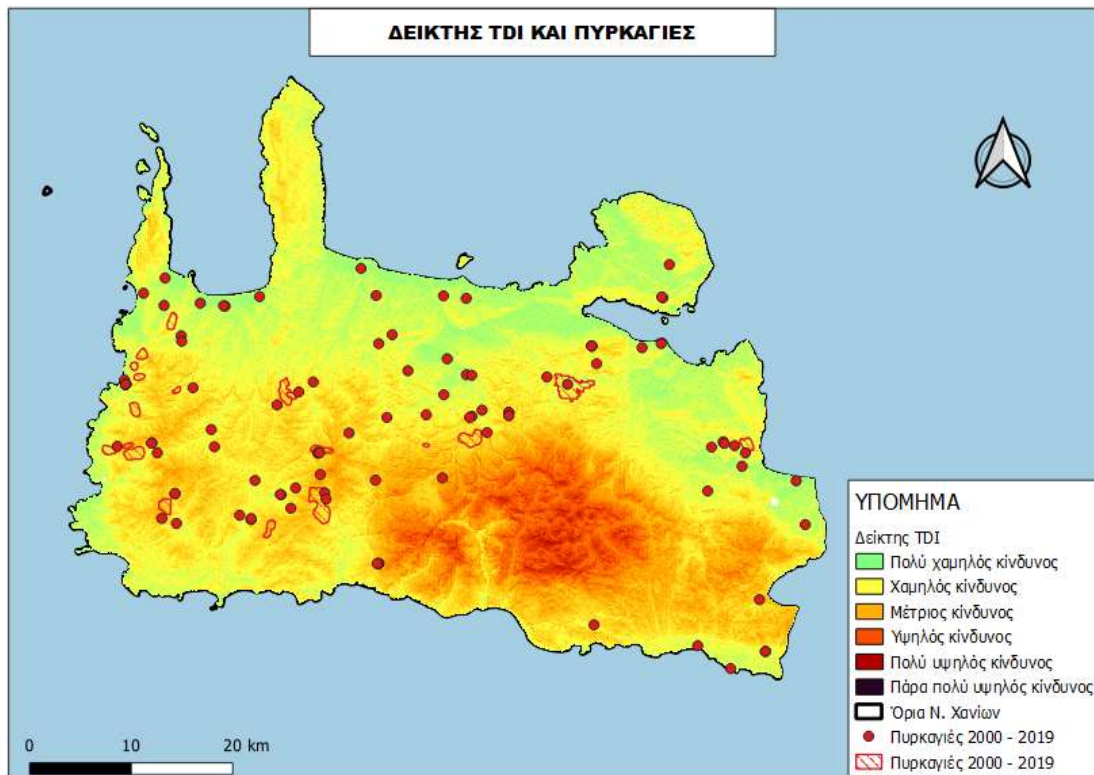 ΔΕΙΚΤΗΣ TDI ΚΑΙ ΠΥΡΚΑΓΙΕΣ
ΥΠΟΜΗΜΑ
Δείκτης TDI
Πολύ χαμηλός κίνδυνος
Χαμηλός κίνδυνος
Μέτριος κίνδυνος
Υψηλός κίνδυνος
Πολύ υψηλός κίνδυνος
Πάρα πολύ υψηλός κίνδυνος
Όρια Ν. Χανίων
Πυρκαγιές 2000 - 2019
Πυρκαγιές 2000 - 2019
0 10 20 km